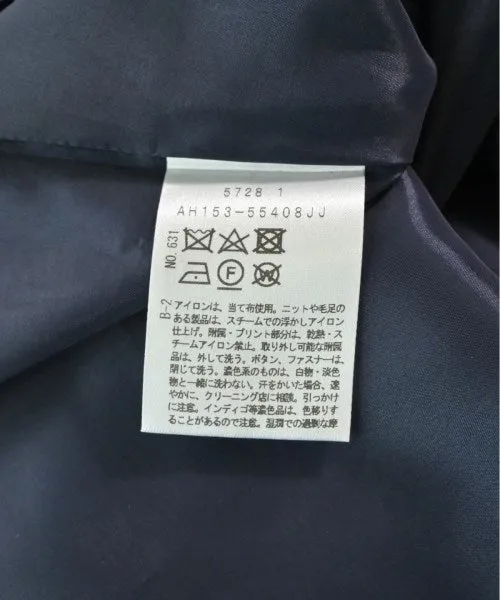 5728 1
AH153-55408JJ
NO.631
F
W
B-2
アイロンは、当て布使用。ニットや毛足の
ある製品は、スチームでの浮かしアイロン
仕上げ。附属・プリント部分は、乾熱・ス
チームアイロン禁止。取り外し可能な附属
品は、外して洗う。ボタン、ファスナーは、
閉じて洗う。濃色系のものは、白物・淡色
物と一緒に洗わない。汗をかいた場合、速
やかに、クリーニング店に相談。引っかけ
に注意。インディゴ等濃色品は、色移りす
ることがあるので注意。湿潤での過剰な摩